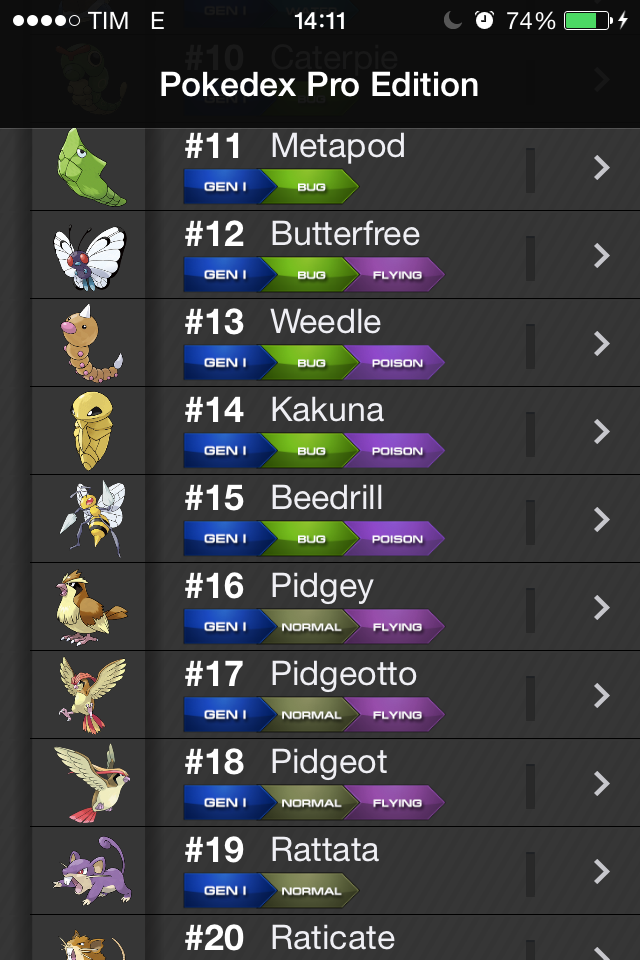 TIM E 14:11 74%
#10 Caterpie
Pokedex Pro Edition
BUG
#11 Metapod
GEN I BUG
#12 Butterfree
GEN I BUG FLYING
#13 Weedle
GEN I BUG POISON
#14 Kakuna
GEN I BUG POISON
#15 Beedrill
GEN I BUG POISON
#16 Pidgey
GEN I NORMAL FLYING
#17 Pidgeotto
GEN I NORMAL FLYING
#18 Pidgeot
GEN I NORMAL FLYING
#19 Rattata
GEN I NORMAL
#20 Raticate